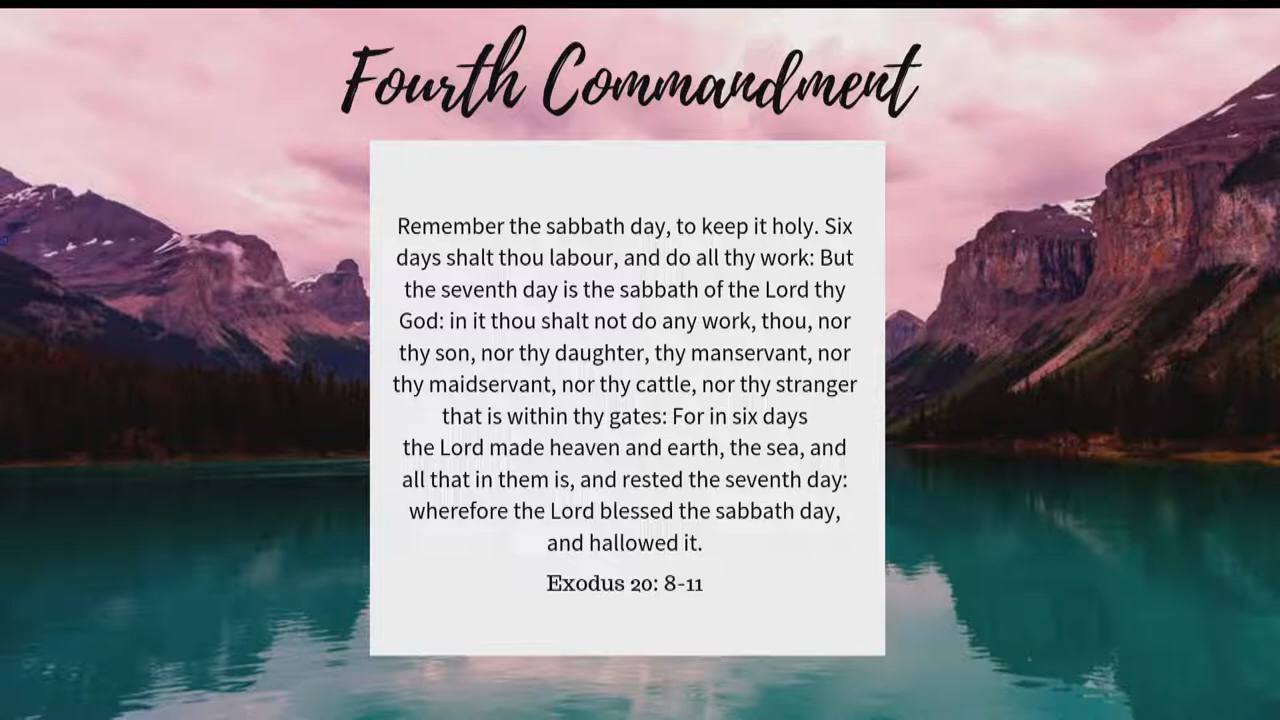 Fourth Commandment
Remember the sabbath day, to keep it holy. Six
days shalt thou labour, and do all thy work: But
the seventh day is the sabbath of the Lord thy
God: in it thou shalt not do any work, thou, nor
thy son, nor thy daughter, thy manservant, nor
thy maidservant, nor thy cattle, nor thy stranger
that is within thy gates: For in six days
the Lord made heaven and earth, the sea, and
all that in them is, and rested the seventh day:
wherefore the Lord blessed the sabbath day,
and hallowed it.
Exodus 20: 8-11